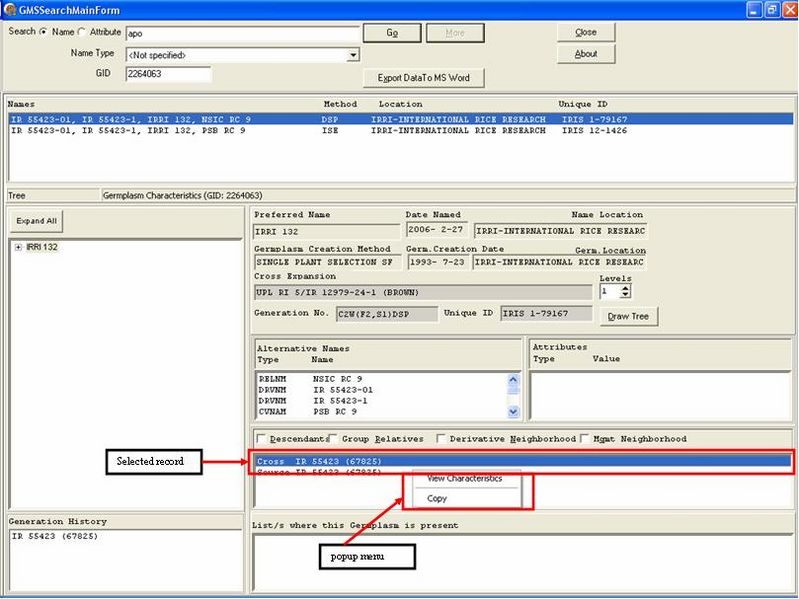 GMSSearchMainForm
Search Name Attribute apo Go More Close
Name Type <Not specified> About
GID 2264063 Export DataTo MS Word
Names Method Location Unique ID
IR 55423-01, IR 55423-1, IRRI 132, NSIC RC 9 DSP IRRI-INTERNATIONAL RICE RESEARCH IRIS 1-79167
IR 55423-01, IR 55423-1, IRRI 132, PSB RC 9 ISE IRRI-INTERNATIONAL RICE RESEARCH IRIS 12-1426
Tree Germplasm Characteristics (GID: 2264063)
Expand All
IRRI 132
Preferred Name Date Named Name Location
IRRI 132 2006- 2-27 IRRI-INTERNATIONAL RICE RESEARC
Germplasm Creation Method Germ.Creation Date Germ.Location
SINGLE PLANT SELECTION SF 1993- 7-23 IRRI-INTERNATIONAL RICE RESEARC
Cross Expansion Levels
UPL RI 5/IR 12979-24-1 (BROWN) 1
Generation No. C2W(F2,S1)DSP Unique ID IRIS 1-79167 Draw Tree
Alternative Names
Type Name
RELNM NSIC RC 9
DRVNM IR 55423-01
DRVNM IR 55423-1
CVNAM PSB RC 9
Attributes
Type Value
Descendants Group Relatives Derivative Neighborhood Mgmt Neighborhood
Selected record
Cross IR 55423 (67825)
Source IR 55423 (67825)
View Characteristics
Copy
Generation History
IR 55423 (67825)
List/s where this Germplasm is present
popup menu